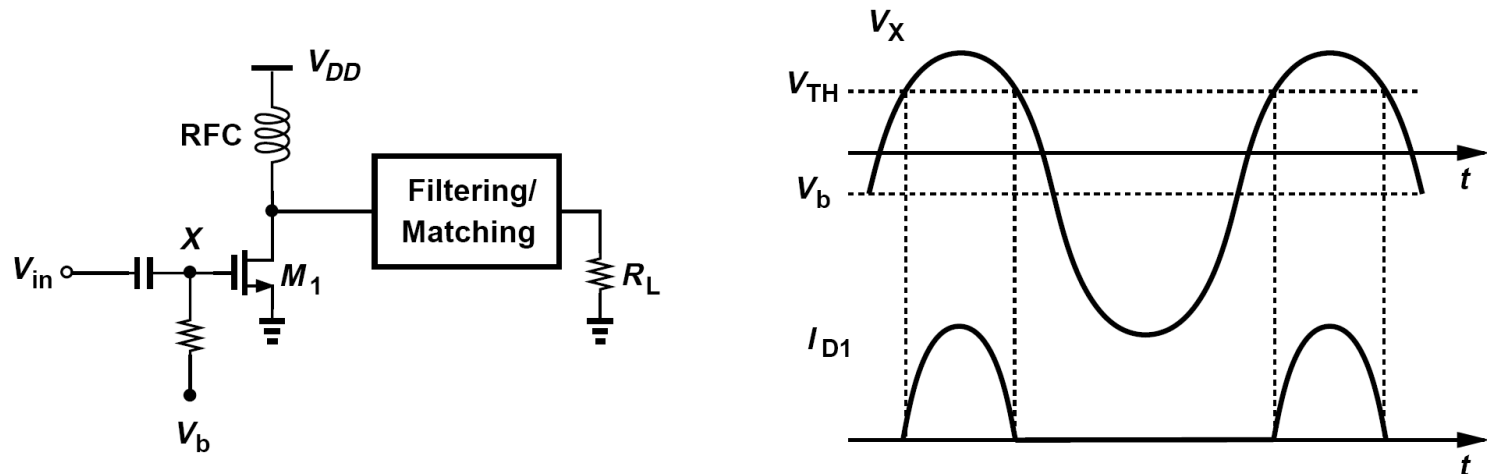 V_DD
RFC
Filtering/
Matching
X
V_in
M_1
R_L
V_b
V_X
V_TH
V_b
t
I_D1
t